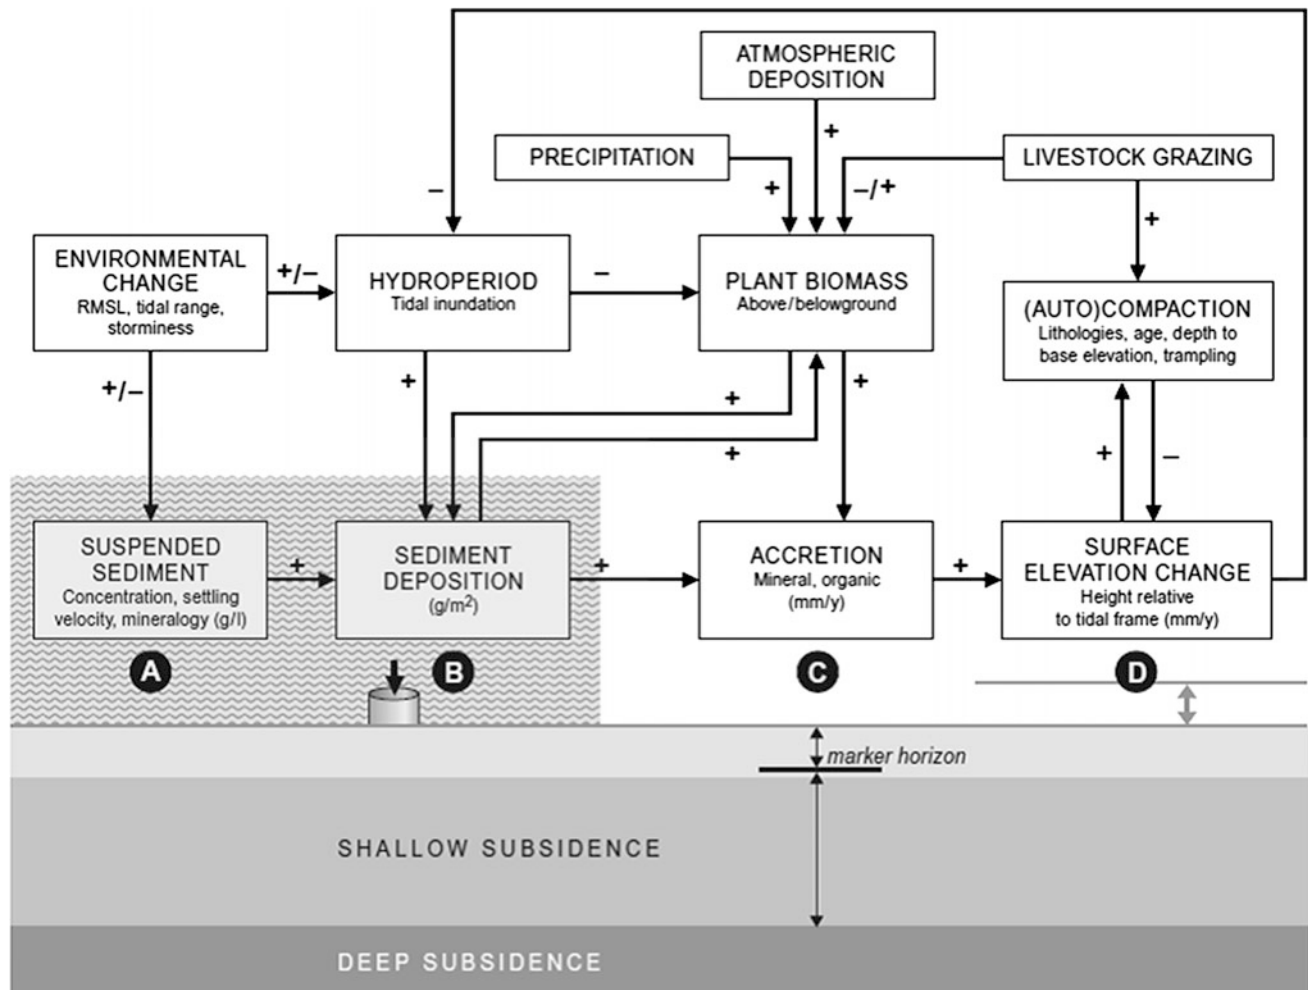 ATMOSPHERIC
DEPOSITION
+
PRECIPITATION
+
LIVESTOCK GRAZING
–/+
+
–
ENVIRONMENTAL
CHANGE
RMSL, tidal range,
storminess
+/–
HYDROPERIOD
Tidal inundation
–
PLANT BIOMASS
Above/belowground
(AUTO)COMPACTION
Lithologies, age, depth to
base elevation, trampling
+/–
+
+
+
+
+
–
SUSPENDED
SEDIMENT
Concentration, settling
velocity, mineralogy (g/l)
+
SEDIMENT
DEPOSITION
(g/m²)
+
ACCRETION
Mineral, organic
(mm/y)
+
SURFACE
ELEVATION CHANGE
Height relative
to tidal frame (mm/y)
A
B
C
D
marker horizon
SHALLOW SUBSIDENCE
DEEP SUBSIDENCE